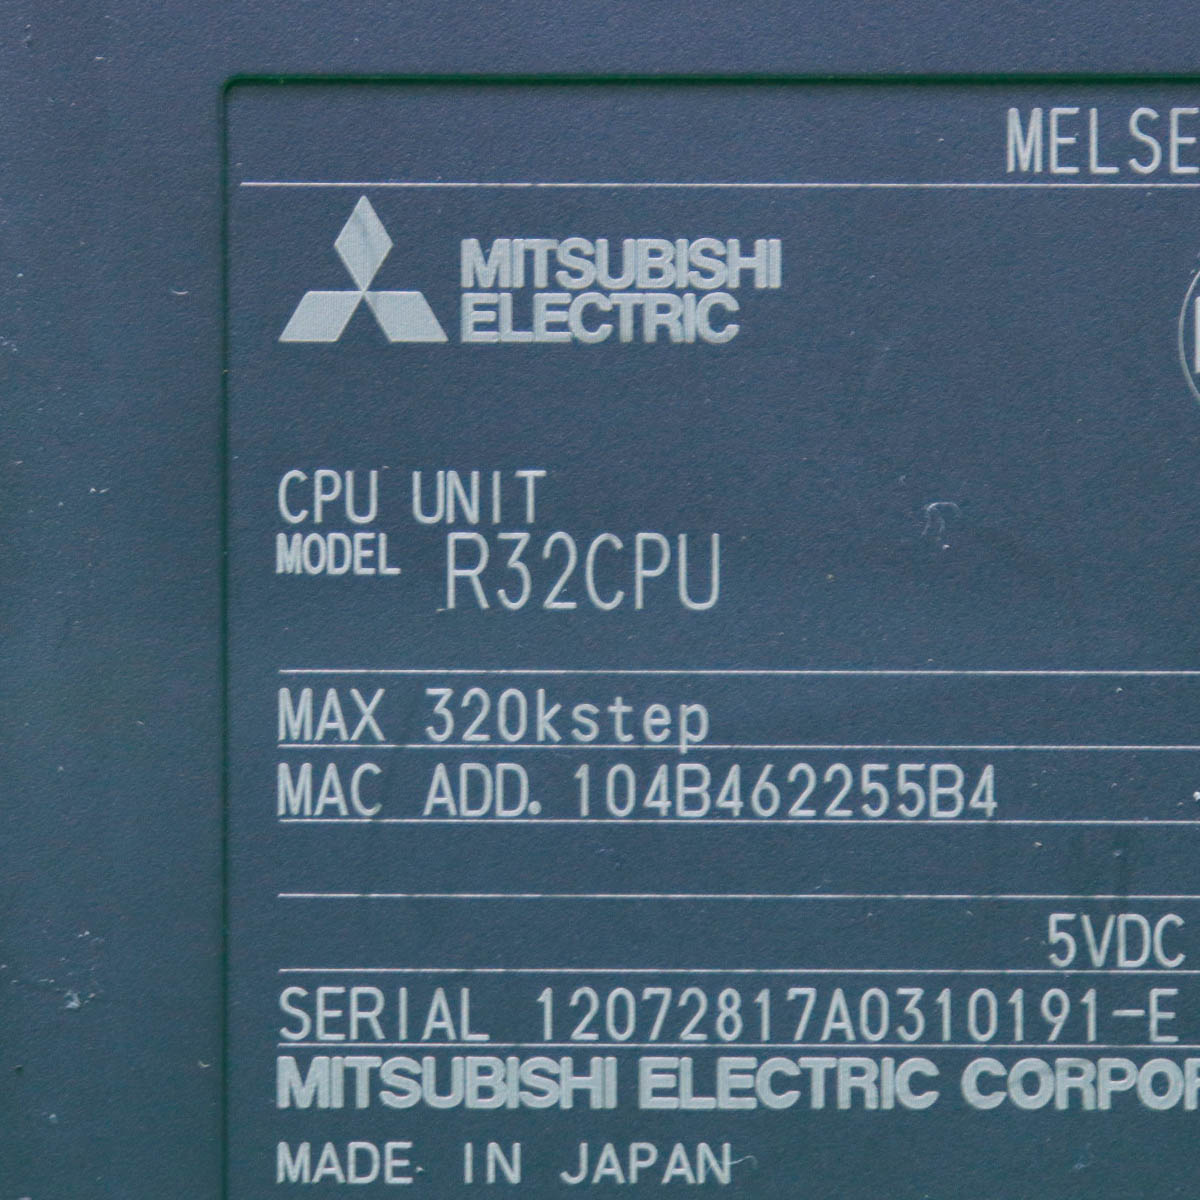 MELSE
MITSUBISHI
ELECTRIC
CPU UNIT
MODEL R32CPU
MAX 320kstep
MAC ADD. 104B462255B4
5VDC
SERIAL 12072817A0310191-E
MITSUBISHI ELECTRIC CORPOR
MADE IN JAPAN